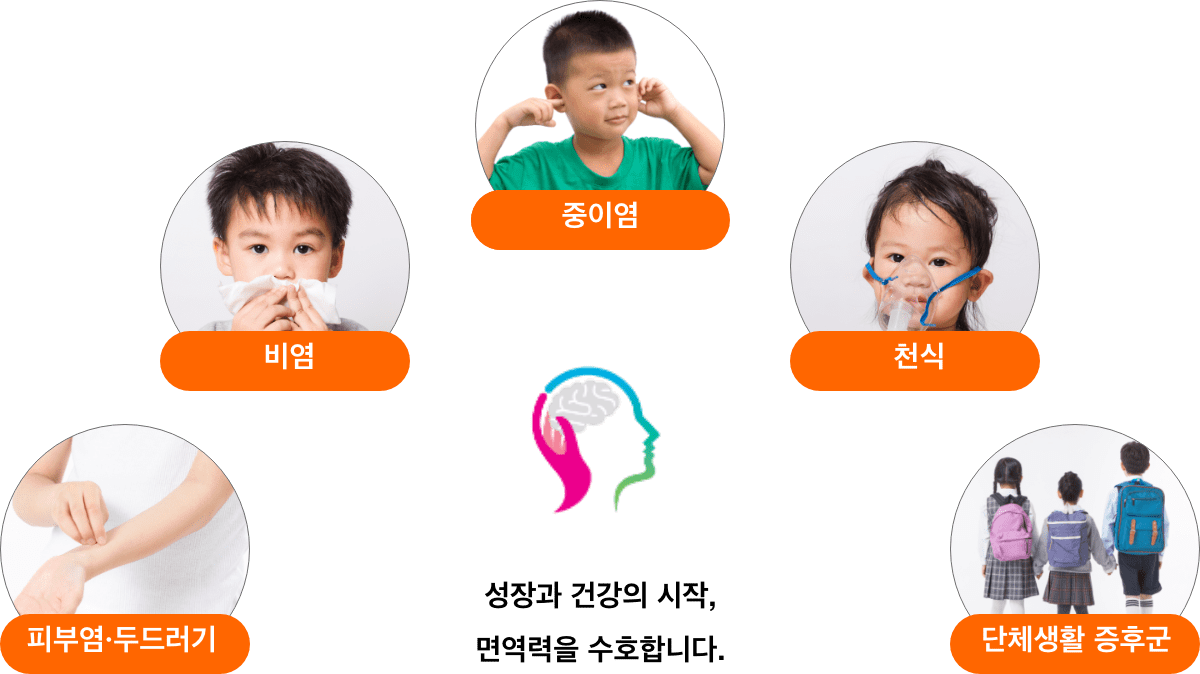 중이염
비염
천식
피부염·두드러기
단체생활 증후군
성장과 건강의 시작,
면역력을 수호합니다.